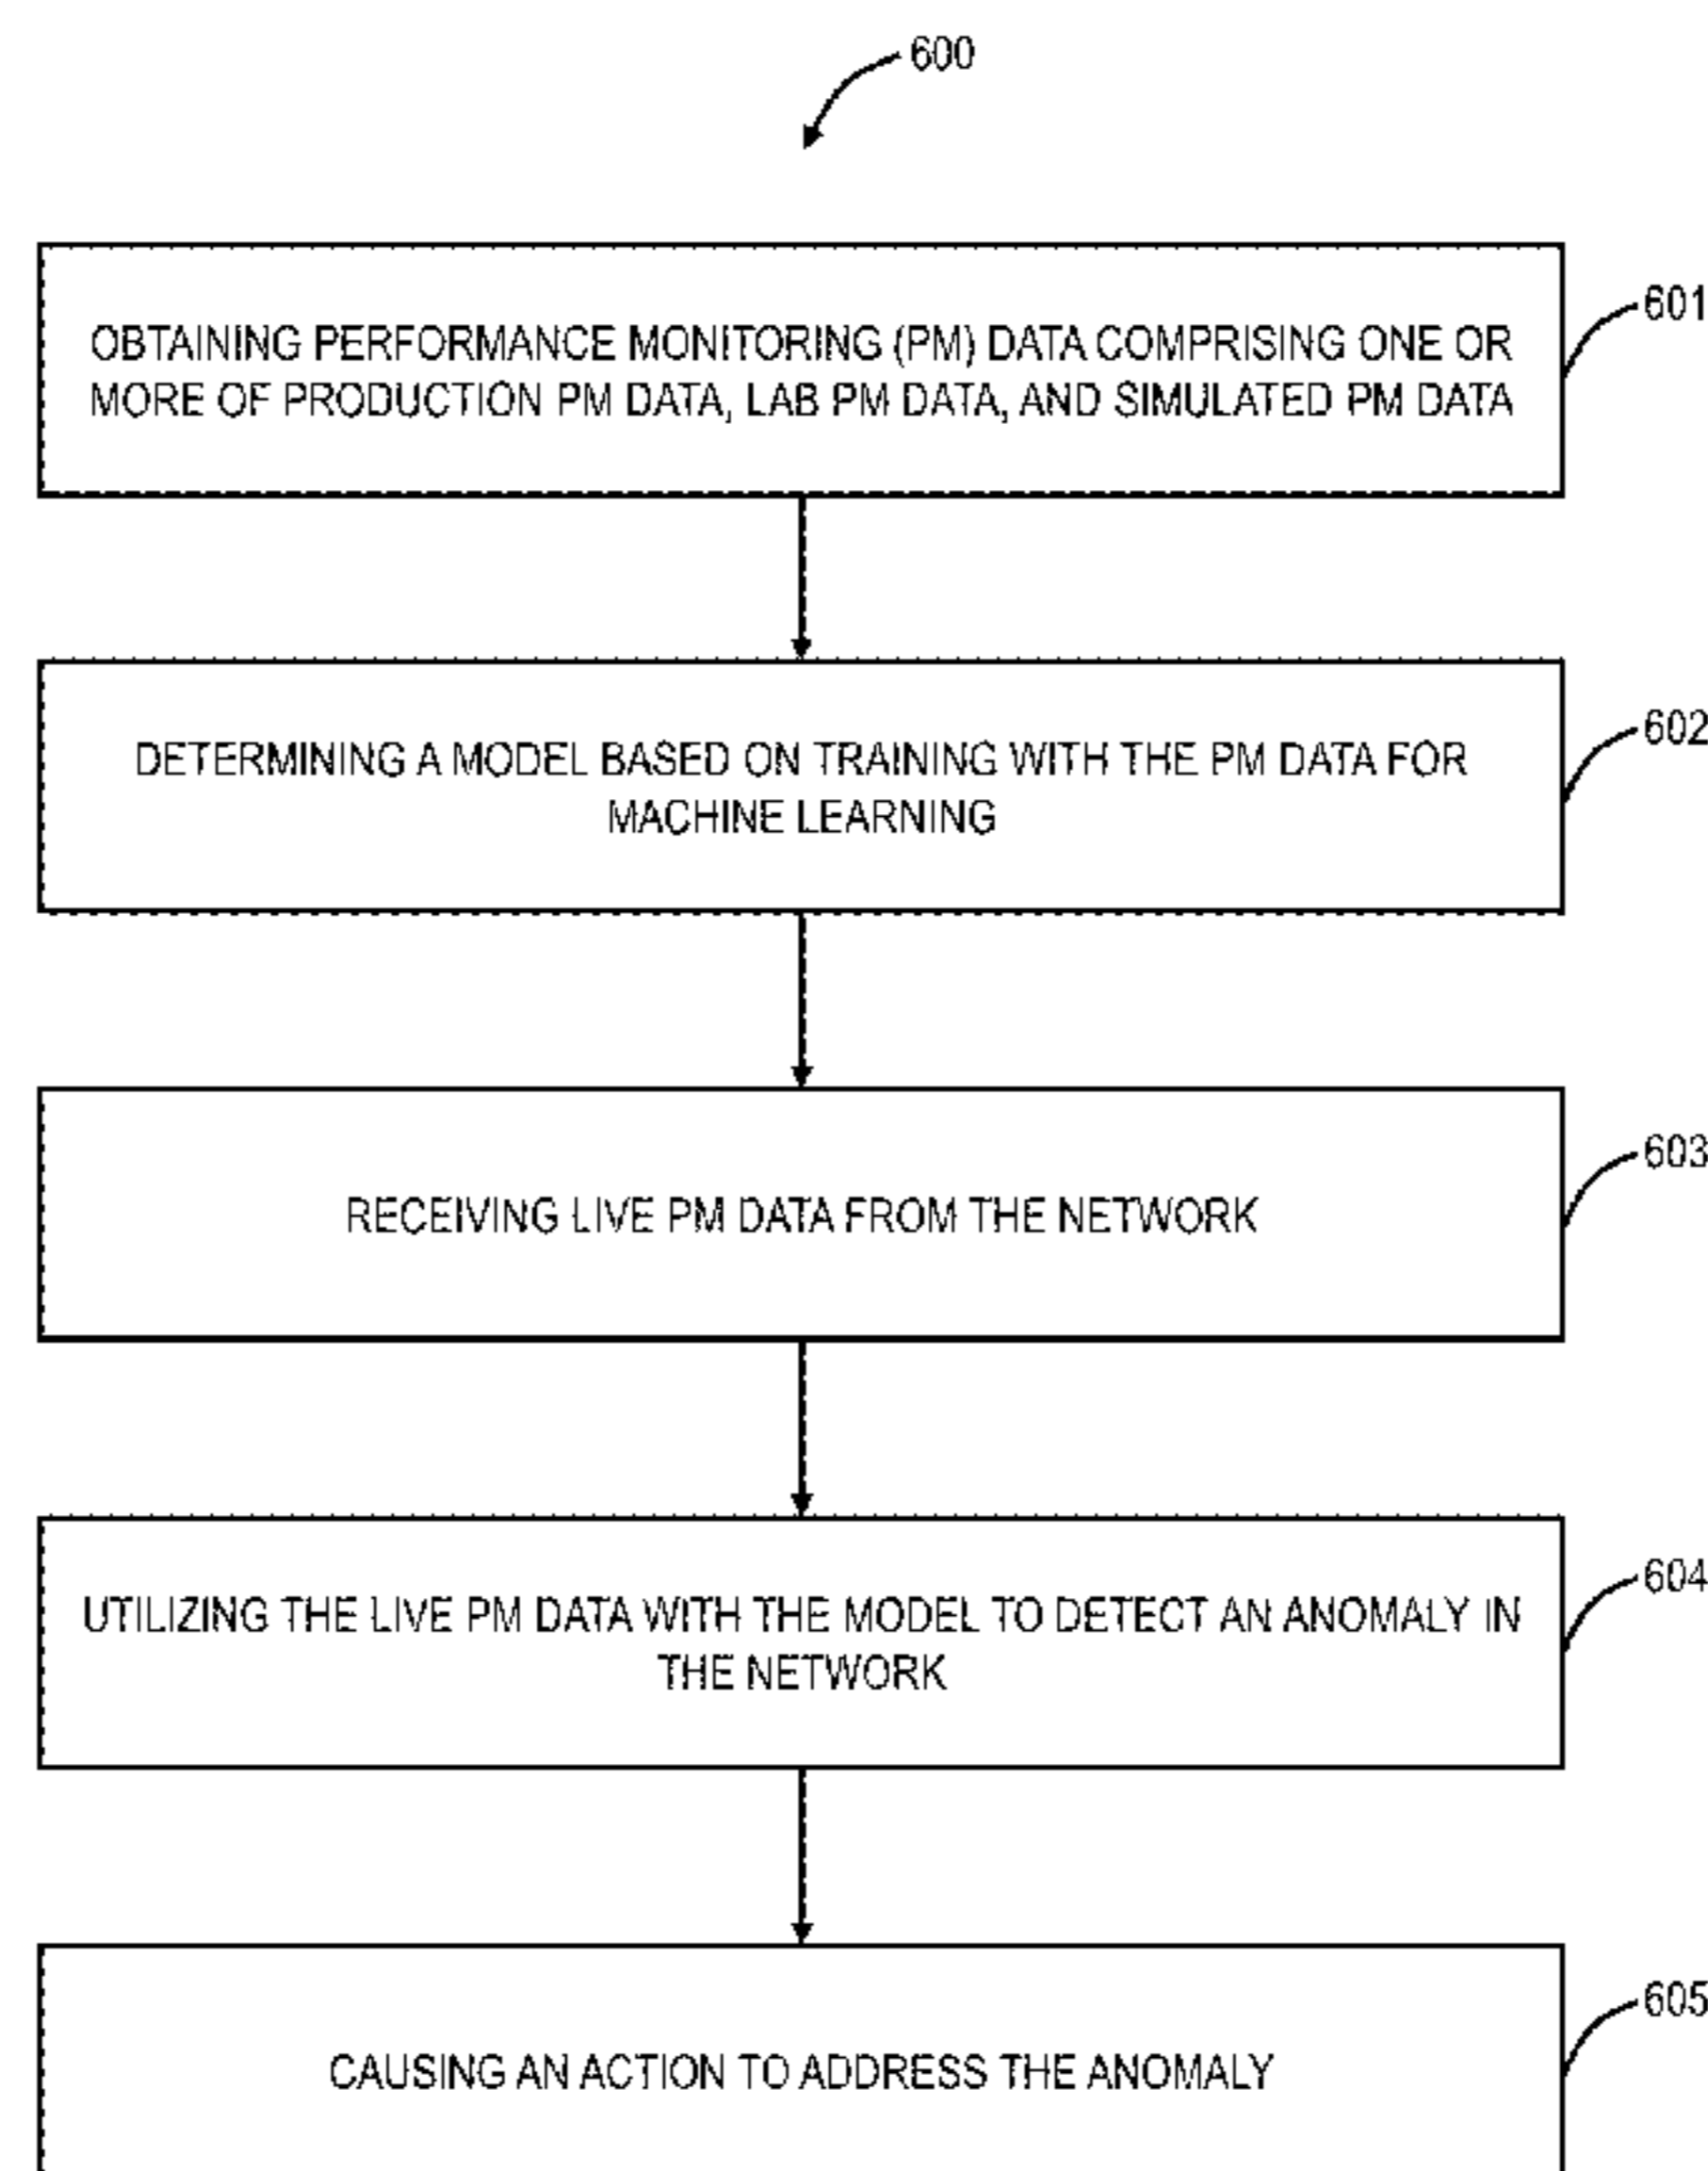 600
OBTAINING PERFORMANCE MONITORING (PM) DATA COMPRISING ONE OR
MORE OF PRODUCTION PM DATA, LAB PM DATA, AND SIMULATED PM DATA
601
DETERMINING A MODEL BASED ON TRAINING WITH THE PM DATA FOR
MACHINE LEARNING
602
RECEIVING LIVE PM DATA FROM THE NETWORK
603
UTILIZING THE LIVE PM DATA WITH THE MODEL TO DETECT AN ANOMALY IN
THE NETWORK
604
CAUSING AN ACTION TO ADDRESS THE ANOMALY
605